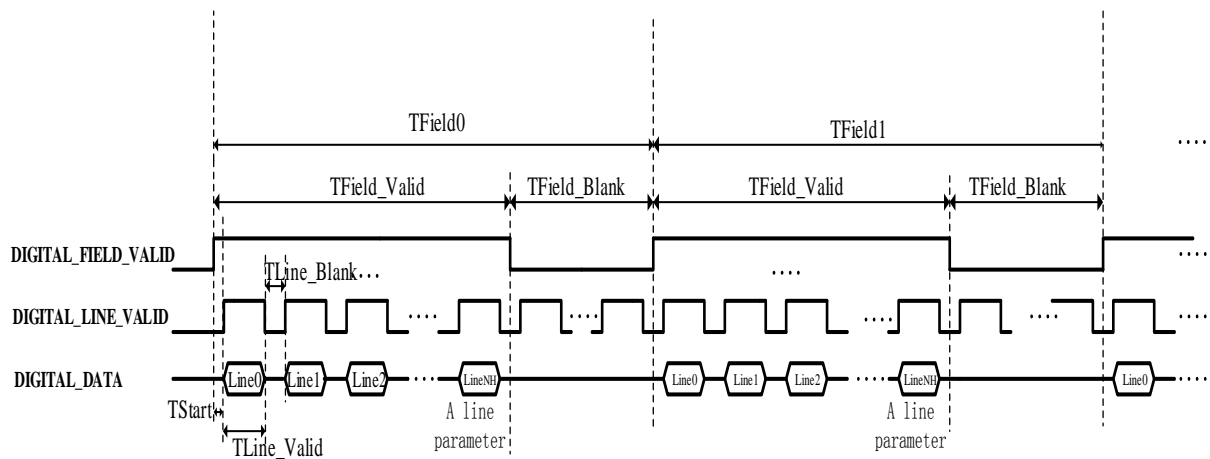 TField0
TField1
....
TField_Valid
TField_Blank
TField_Valid
TField_Blank
DIGITAL_FIELD_VALID
....
TLine_Blank...
....
DIGITAL_LINE_VALID
....
....
....
....
....
DIGITAL_DATA
Line0
Line1
Line2
....
LineNH
Line0
Line1
Line2
....
LineNH
Line0
....
TStart
A line
parameter
A line
parameter
TLine_Valid